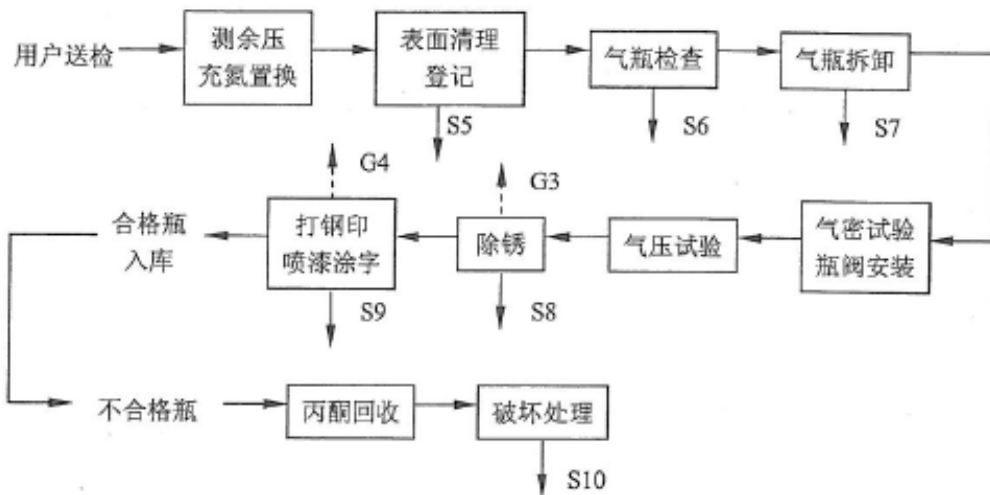 用户送检
测余压
充氮置换
表面清理
登记
气瓶检查
气瓶拆卸
S5
S6
S7
G4
G3
合格瓶
入库
打钢印
喷漆涂字
除锈
气压试验
气密试验
瓶阀安装
S9
S8
不合格瓶
丙酮回收
破坏处理
S10